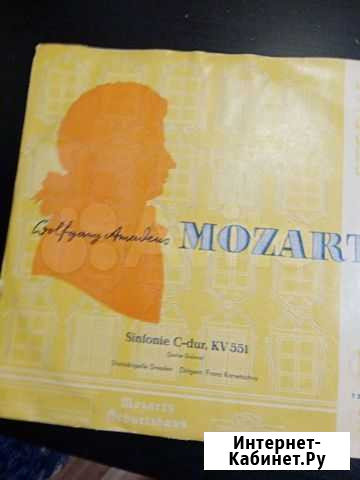 Wolfgang Amadeus MOZART
Sinfonie C-dur, KV 551
Staatskapelle Dresden Dirigent: Franz Konwitschny
Mozarts
Geburtshaus
Интернет-
Кабинет.Ру